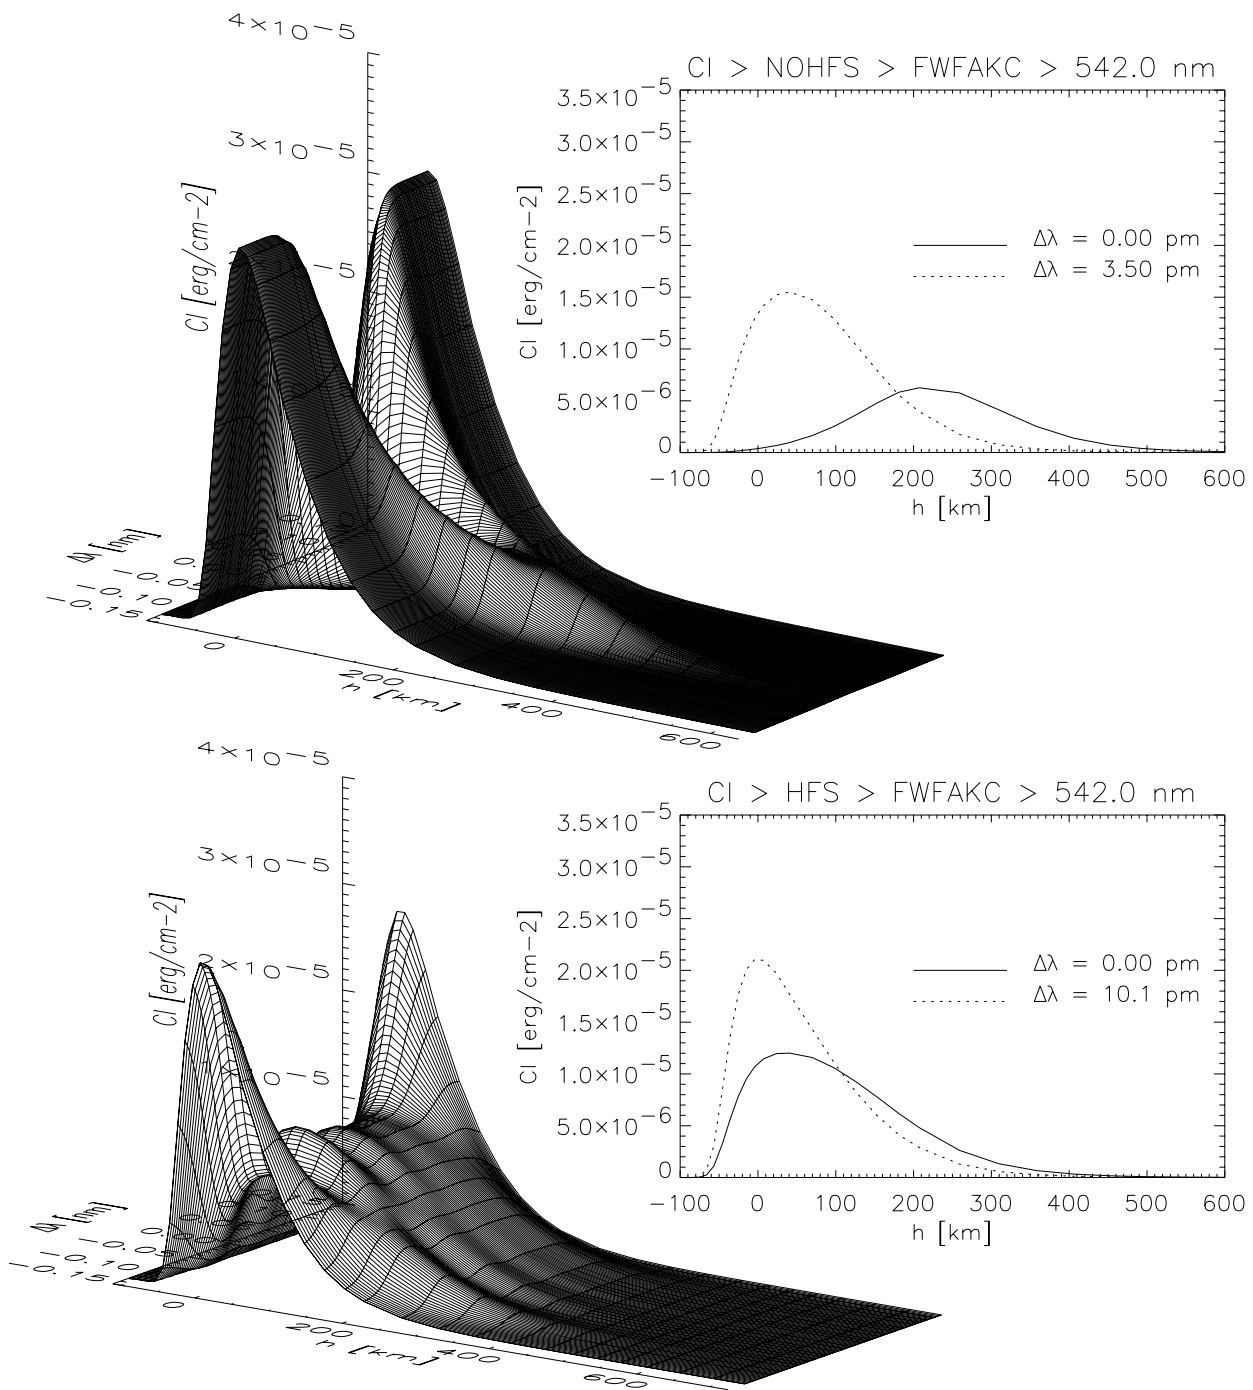 4×10−5
3×10−5
CI [erg/cm−2]
−5
Δλ [nm]
0.
−0.05
−0.10
−0.15
0
200
400
600
h [km]
CI > NOHFS > FWFAKC > 542.0 nm
3.5×10−5
3.0×10−5
2.5×10−5
2.0×10−5
1.5×10−5
1.0×10−5
5.0×10−6
0
CI [erg/cm−2]
Δλ = 0.00 pm
Δλ = 3.50 pm
−100 0 100 200 300 400 500 600
h [km]
4×10−5
3×10−5
2×10−5
0−5
CI [erg/cm−2]
Δλ [nm]
0.
−0.05
−0.10
−0.15
0
200
400
600
h [km]
CI > HFS > FWFAKC > 542.0 nm
3.5×10−5
3.0×10−5
2.5×10−5
2.0×10−5
1.5×10−5
1.0×10−5
5.0×10−6
0
CI [erg/cm−2]
Δλ = 0.00 pm
Δλ = 10.1 pm
−100 0 100 200 300 400 500 600
h [km]